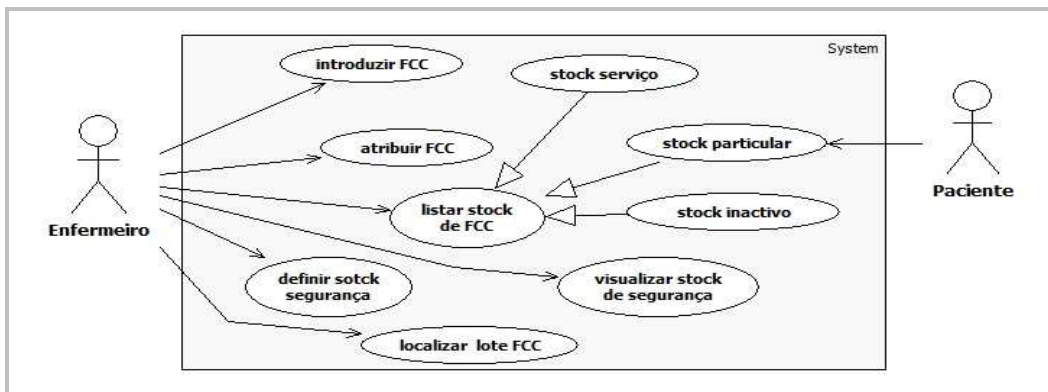 System
introduzir FCC
stock serviço
atribuir FCC
stock particular
Enfermeiro
Paciente
listar stock
de FCC
stock inactivo
definir sotck
segurança
visualizar stock
de segurança
localizar lote FCC